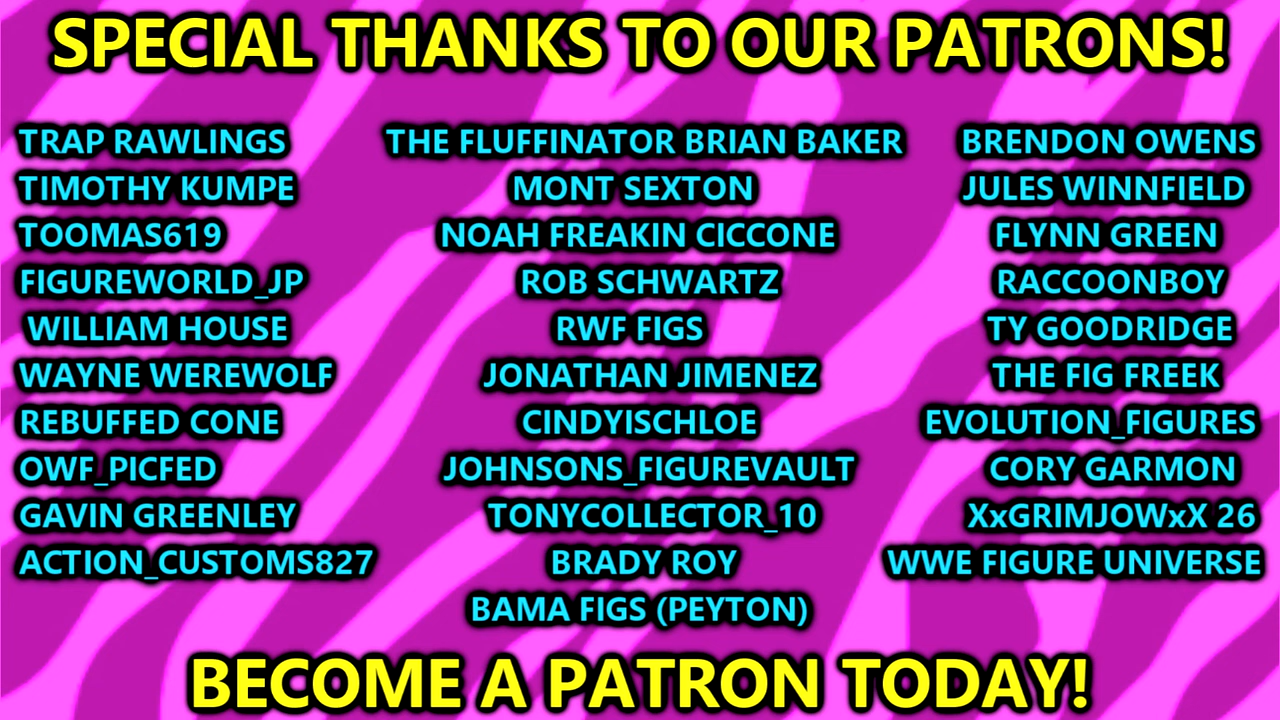 SPECIAL THANKS TO OUR PATRONS!
TRAP RAWLINGS
TIMOTHY KUMPE
TOOMAS619
FIGUREWORLD_JP
WILLIAM HOUSE
WAYNE WEREWOLF
REBUFFED CONE
OWF_PICFED
GAVIN GREENLEY
ACTION_CUSTOMS827
THE FLUFFINATOR BRIAN BAKER
MONT SEXTON
NOAH FREAKIN CICCONE
ROB SCHWARTZ
RWF FIGS
JONATHAN JIMENEZ
CINDYISCHLOE
JOHNSONS_FIGUREVAULT
TONYCOLLECTOR_10
BRADY ROY
BAMA FIGS (PEYTON)
BRENDON OWENS
JULES WINNFIELD
FLYNN GREEN
RACCOONBOY
TY GOODRIDGE
THE FIG FREEK
EVOLUTION_FIGURES
CORY GARMON
XxGRIMJOWxX 26
WWE FIGURE UNIVERSE
BECOME A PATRON TODAY!